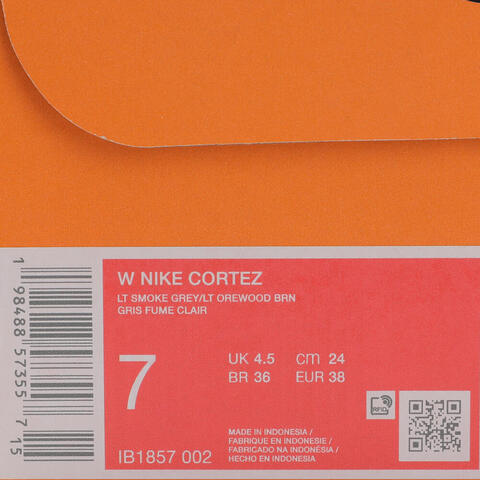 W NIKE CORTEZ
LT SMOKE GREY/LT OREWOOD BRN
GRIS FUME CLAIR
7
UK 4.5 cm 24
BR 36 EUR 38
RFID
MADE IN INDONESIA /
FABRIQUE EN INDONESIE /
FABRICADO NA INDONÉSIA /
HECHO EN INDONESIA
IB1857 002
1 98488 57355 7 15